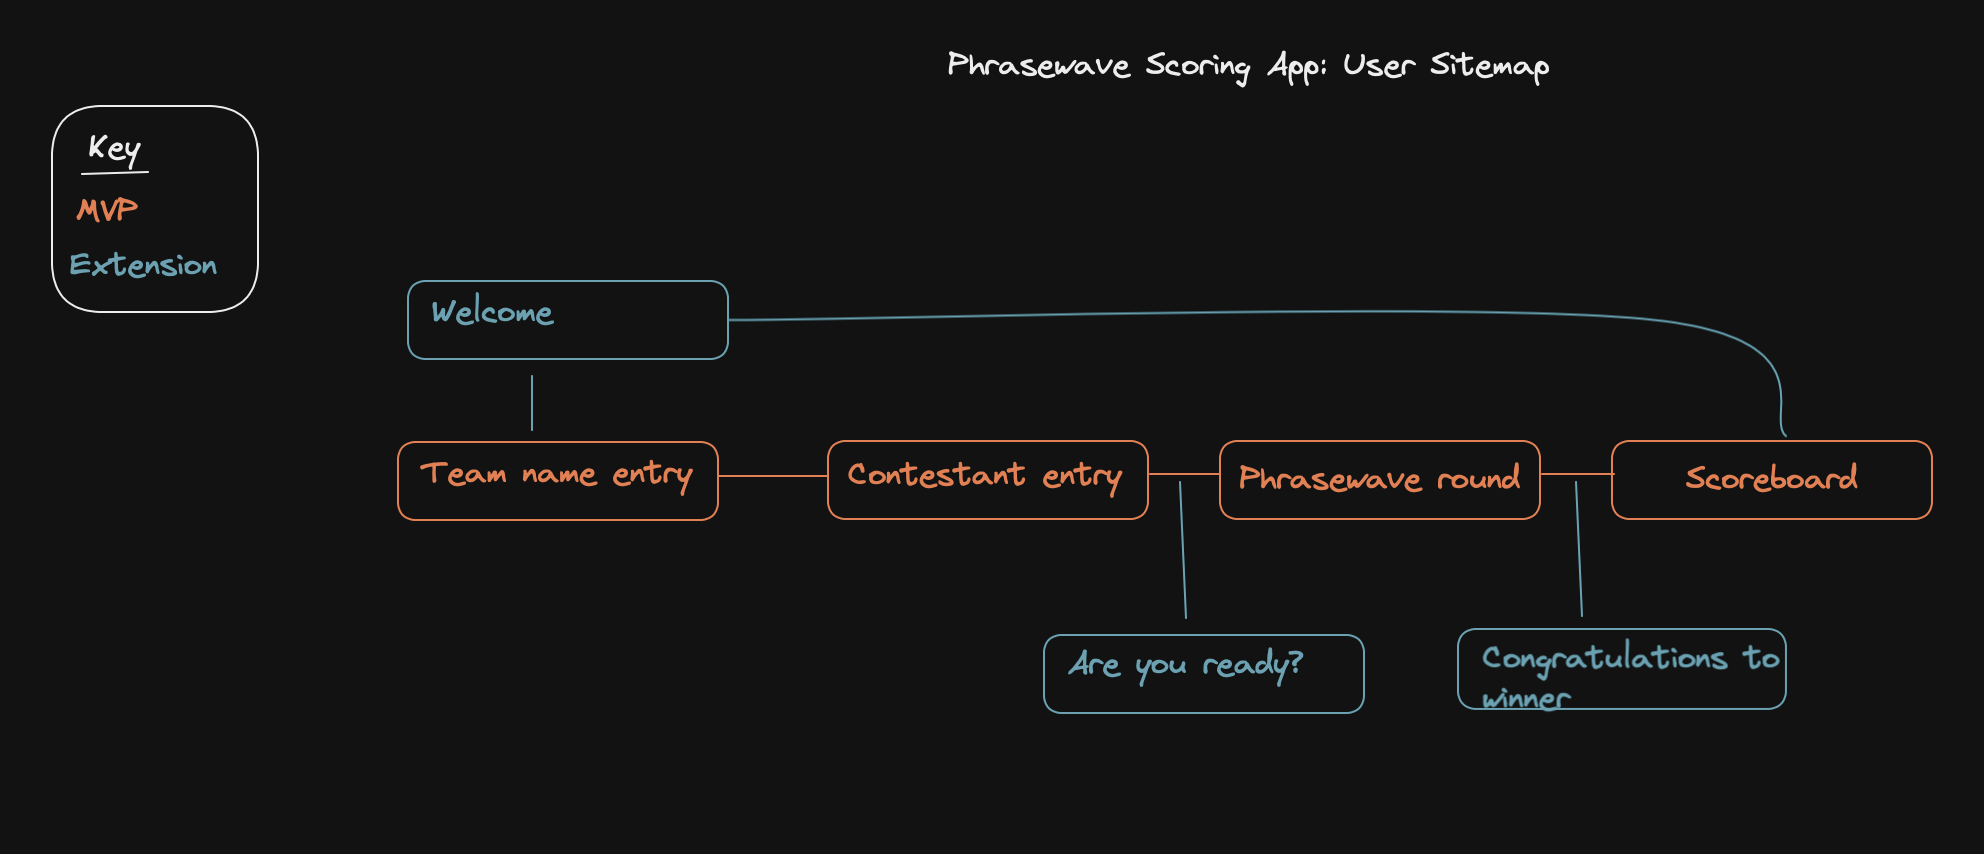 Phrasewave Scoring App: User Sitemap
Key
MVP
Extension
Welcome
Team name entry
Contestant entry
Phrasewave round
Scoreboard
Are you ready?
Congratulations to
winner